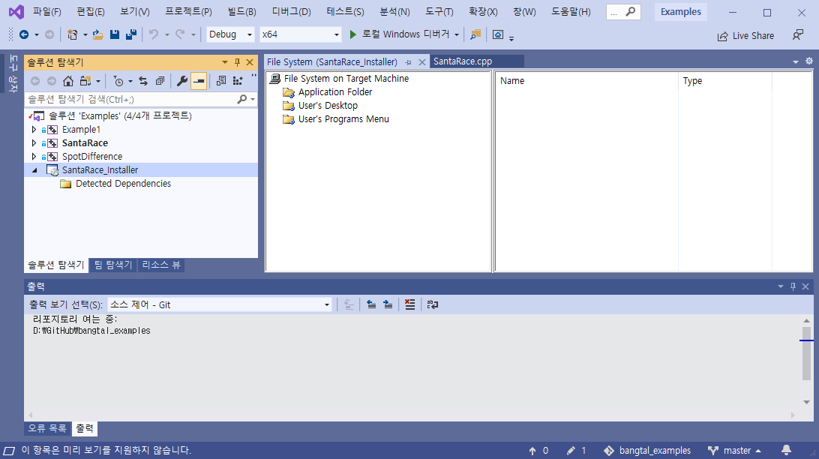 파일(F) 편집(E) 보기(V) 프로젝트(P) 빌드(B) 디버그(D) 테스트(S) 분석(N) 도구(T) 확장(X) 창(W) 도움말(H) ... Examples
Debug x64 로컬 Windows 디버거 Live Share
도구 상자
솔루션 탐색기
솔루션 탐색기 검색(Ctrl+;)
솔루션 'Examples' (4/4개 프로젝트)
Example1
SantaRace
SpotDifference
SantaRace_Installer
Detected Dependencies
솔루션 탐색기 팀 탐색기 리소스 뷰
File System (SantaRace_Installer) SantaRace.cpp
File System on Target Machine
Application Folder
User's Desktop
User's Programs Menu
Name Type
출력
출력 보기 선택(S): 소스 제어 - Git
리포지토리 여는 중:
D:\GitHub\bangtal_examples
오류 목록 출력
이 항목은 미리 보기를 지원하지 않습니다. 0 1 bangtal_examples master